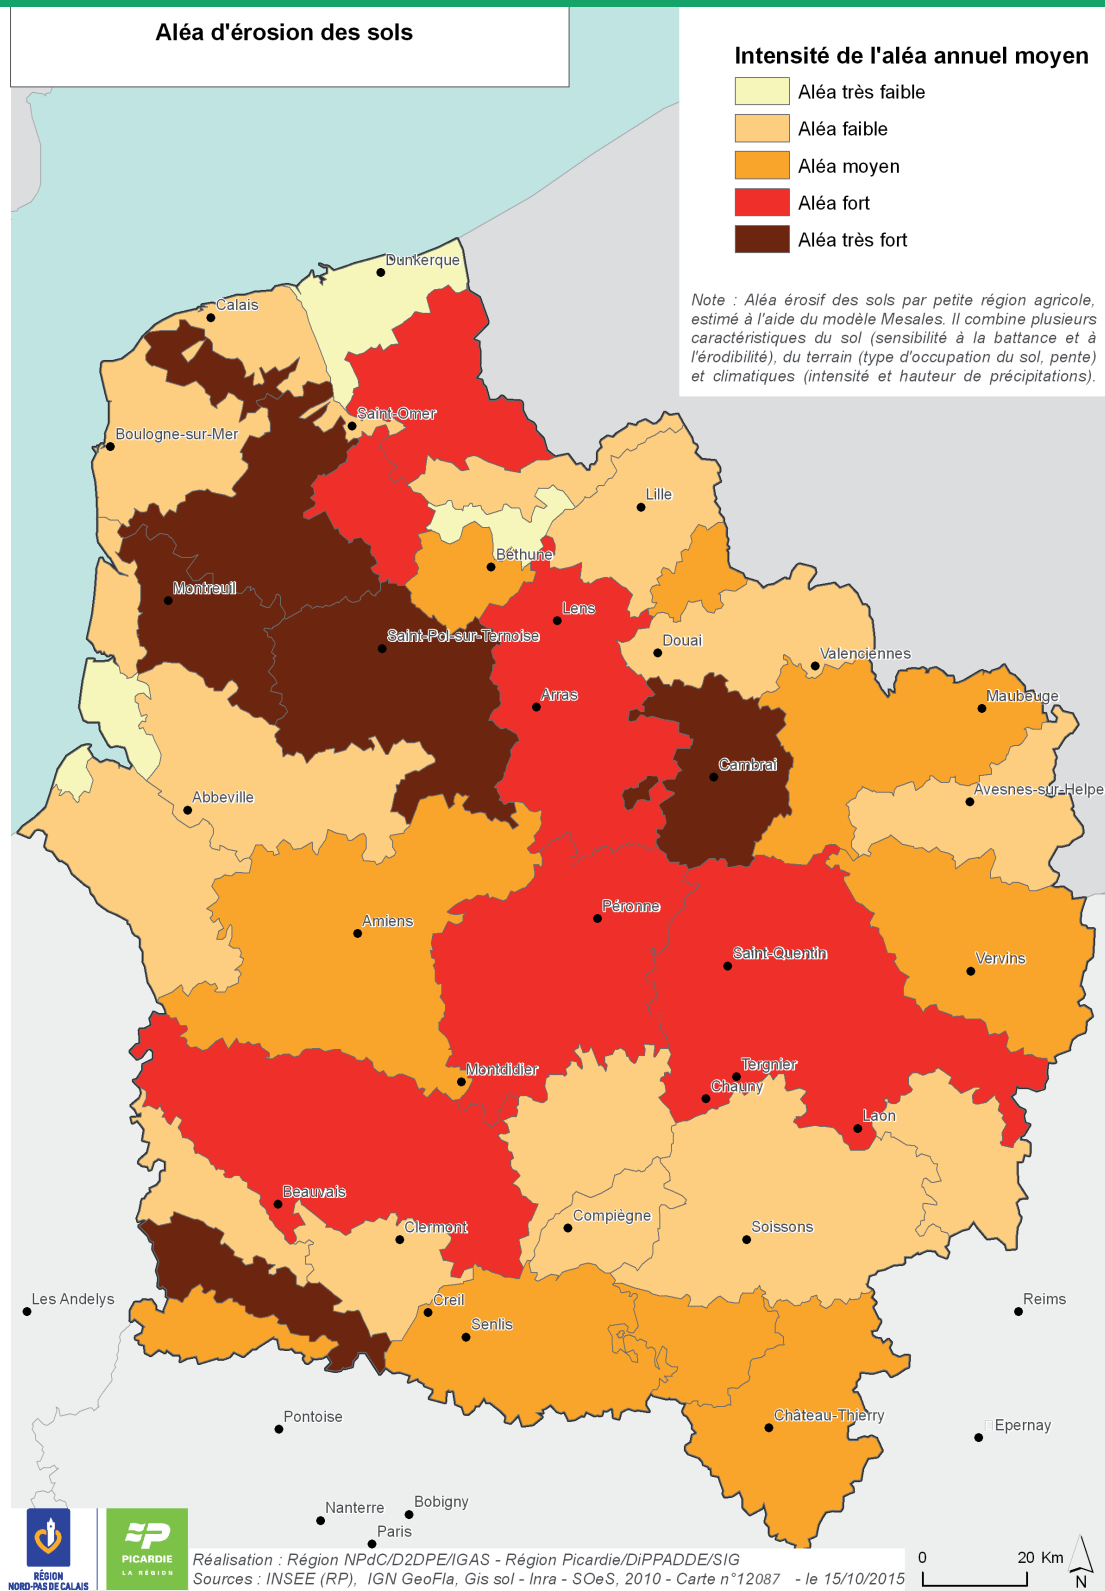 Aléa d'érosion des sols
Intensité de l'aléa annuel moyen
Aléa très faible
Aléa faible
Aléa moyen
Aléa fort
Aléa très fort
Note : Aléa érosif des sols par petite région agricole,
estimé à l'aide du modèle Mesales. Il combine plusieurs
caractéristiques du sol (sensibilité à la battance et à
l'érodibilité), du terrain (type d'occupation du sol, pente)
et climatiques (intensité et hauteur de précipitations).
Dunkerque
Calais
Saint-Omer
Boulogne-sur-Mer
Lille
Béthune
Montreuil
Lens
Saint-Pol-sur-Ternoise
Douai
Valenciennes
Arras
Maubeuge
Cambrai
Avesnes-sur-Helpe
Abbeville
Péronne
Amiens
Saint-Quentin
Vervins
Montdidier
Tergnier
Chauny
Laon
Beauvais
Compiègne
Clermont
Soissons
Les Andelys
Creil
Reims
Senlis
Pontoise
Château-Thierry
Epernay
Nanterre
Bobigny
Paris
RÉGION
NORD-PAS DE CALAIS
PICARDIE
LA RÉGION
Réalisation : Région NPdC/D2DPE/IGAS - Région Picardie/DiPPADDE/SIG
Sources : INSEE (RP), IGN GeoFla, Gis sol - Inra - SOeS, 2010 - Carte n°12087 - le 15/10/2015
0 20 Km
N